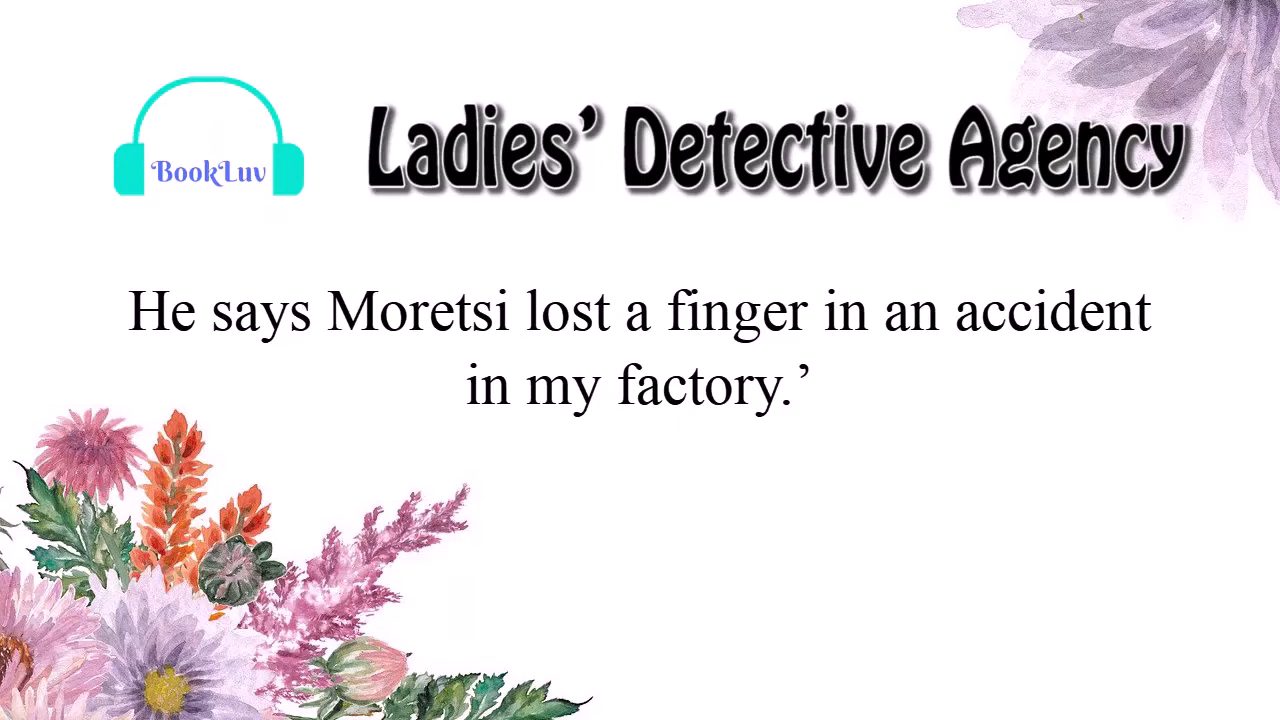 BookLuv
Ladies’ Detective Agency
He says Moretsi lost a finger in an accident
in my factory.’